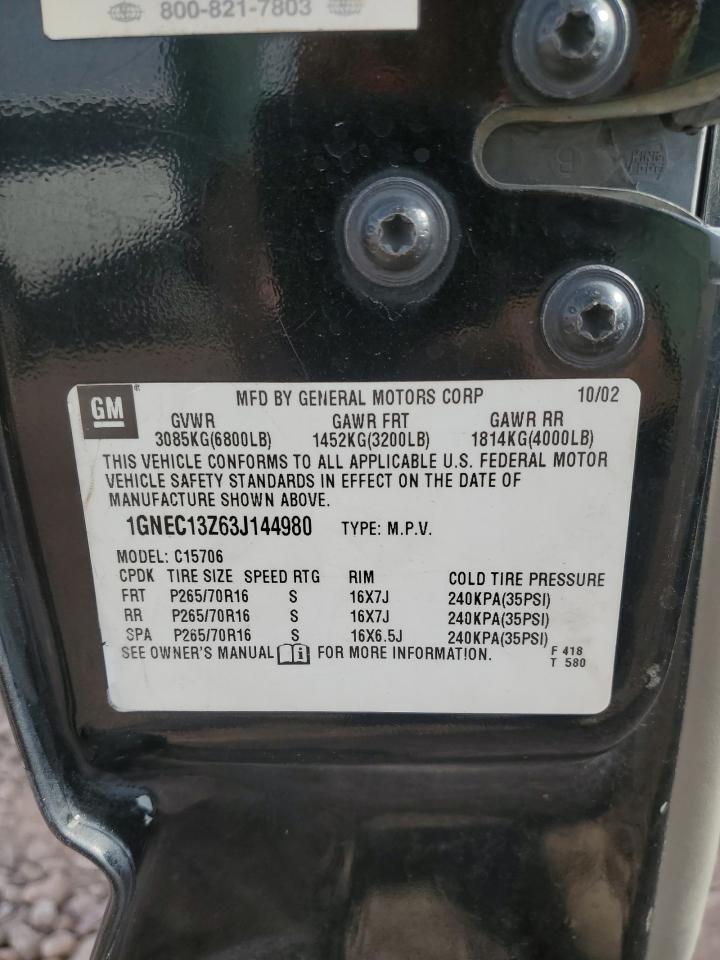 800-821-7803
GM ® MFD BY GENERAL MOTORS CORP 10/02
GVWR GAWR FRT GAWR RR
3085KG(6800LB) 1452KG(3200LB) 1814KG(4000LB)
THIS VEHICLE CONFORMS TO ALL APPLICABLE U.S. FEDERAL MOTOR
VEHICLE SAFETY STANDARDS IN EFFECT ON THE DATE OF
MANUFACTURE SHOWN ABOVE.
1GNEC13Z63J144980 TYPE: M.P.V.
MODEL: C15706
CPDK TIRE SIZE SPEED RTG RIM COLD TIRE PRESSURE
FRT P265/70R16 S 16X7J 240KPA(35PSI)
RR P265/70R16 S 16X7J 240KPA(35PSI)
SPA P265/70R16 S 16X6.5J 240KPA(35PSI)
SEE OWNER'S MANUAL i FOR MORE INFORMATION. F 418
T 580